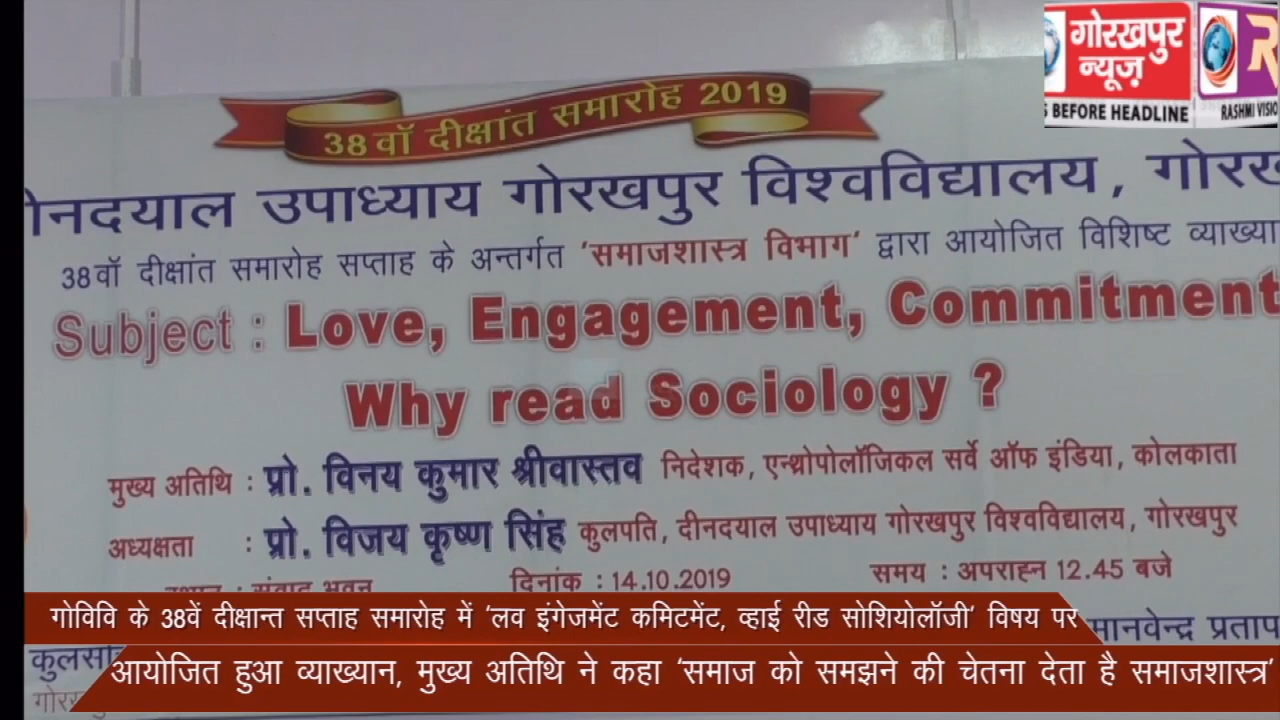 गोरखपुर
न्यूज़
BEFORE HEADLINE
RASHMI VISIO
38वॉ दीक्षांत समारोह 2019
नदयाल उपाध्याय गोरखपुर विश्वविद्यालय, गोरख
38वॉ दीक्षांत समारोह सप्ताह के अन्तर्गत 'समाजशास्त्र विभाग' द्वारा आयोजित विशिष्ट व्याख्या
Subject : Love, Engagement, Commitment
Why read Sociology ?
मुख्य अतिथि : प्रो. विनय कुमार श्रीवास्तव निदेशक, एन्थ्रोपोलॉजिकल सर्वे ऑफ इंडिया, कोलकाता
अध्यक्षता : प्रो. विजय कृष्ण सिंह कुलपति, दीनदयाल उपाध्याय गोरखपुर विश्वविद्यालय, गोरखपुर
स्थान : संवाद भवन दिनांक : 14.10.2019 समय : अपराह्न 12.45 बजे
गोविवि के 38वें दीक्षान्त सप्ताह समारोह में 'लव इंगेजमेंट कमिटमेंट, व्हाई रीड सोशियोलॉजी' विषय पर
मानवेन्द्र प्रताप
आयोजित हुआ व्याख्यान, मुख्य अतिथि ने कहा 'समाज को समझने की चेतना देता है समाजशास्त्र'